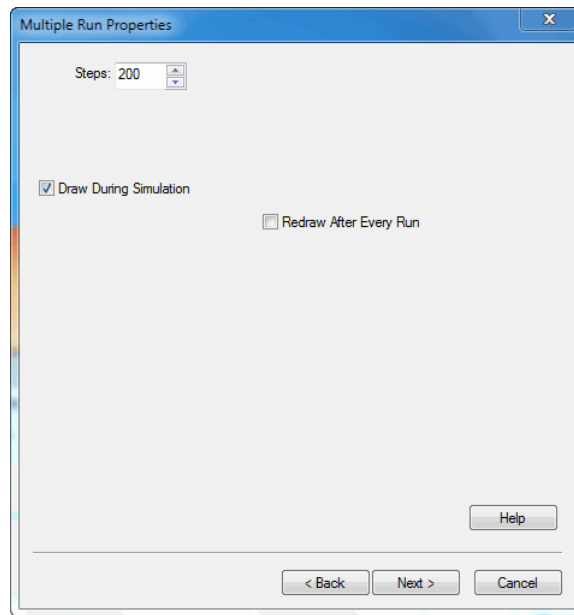 Multiple Run Properties
Steps: 200
Draw During Simulation
Redraw After Every Run
Help
< Back Next > Cancel